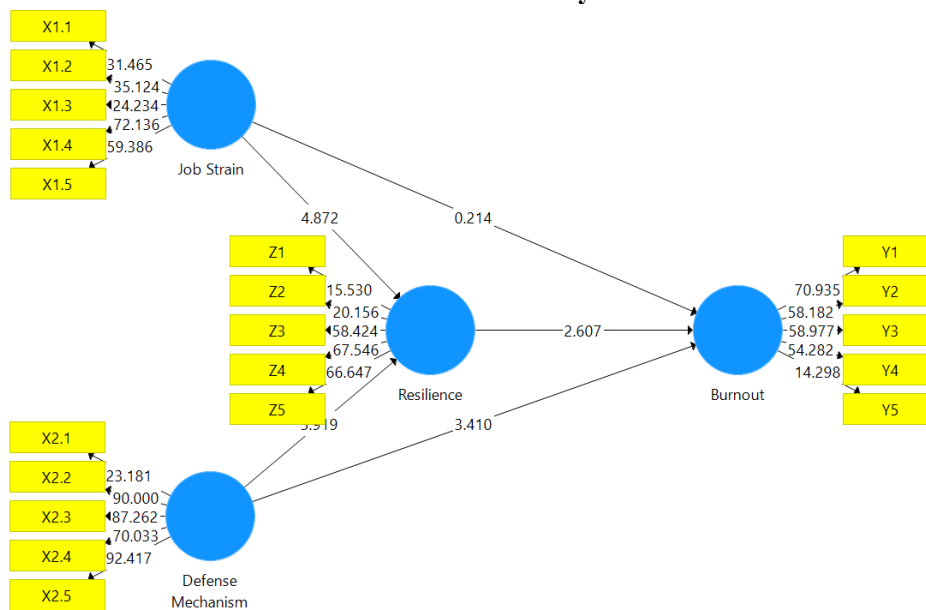 X1.1
31.465
X1.2
35.124
X1.3
24.234
72.136
X1.4
59.386
X1.5
Job Strain
4.872
0.214
Z1
15.530
Z2
20.156
Z3
58.424
67.546
Z4
66.647
Z5
Resilience
2.607
Y1
70.935
Y2
58.182
58.977
Y3
54.282
Y4
14.298
Y5
Burnout
3.410
X2.1
23.181
X2.2
90.000
X2.3
87.262
70.033
X2.4
92.417
X2.5
Defense
Mechanism